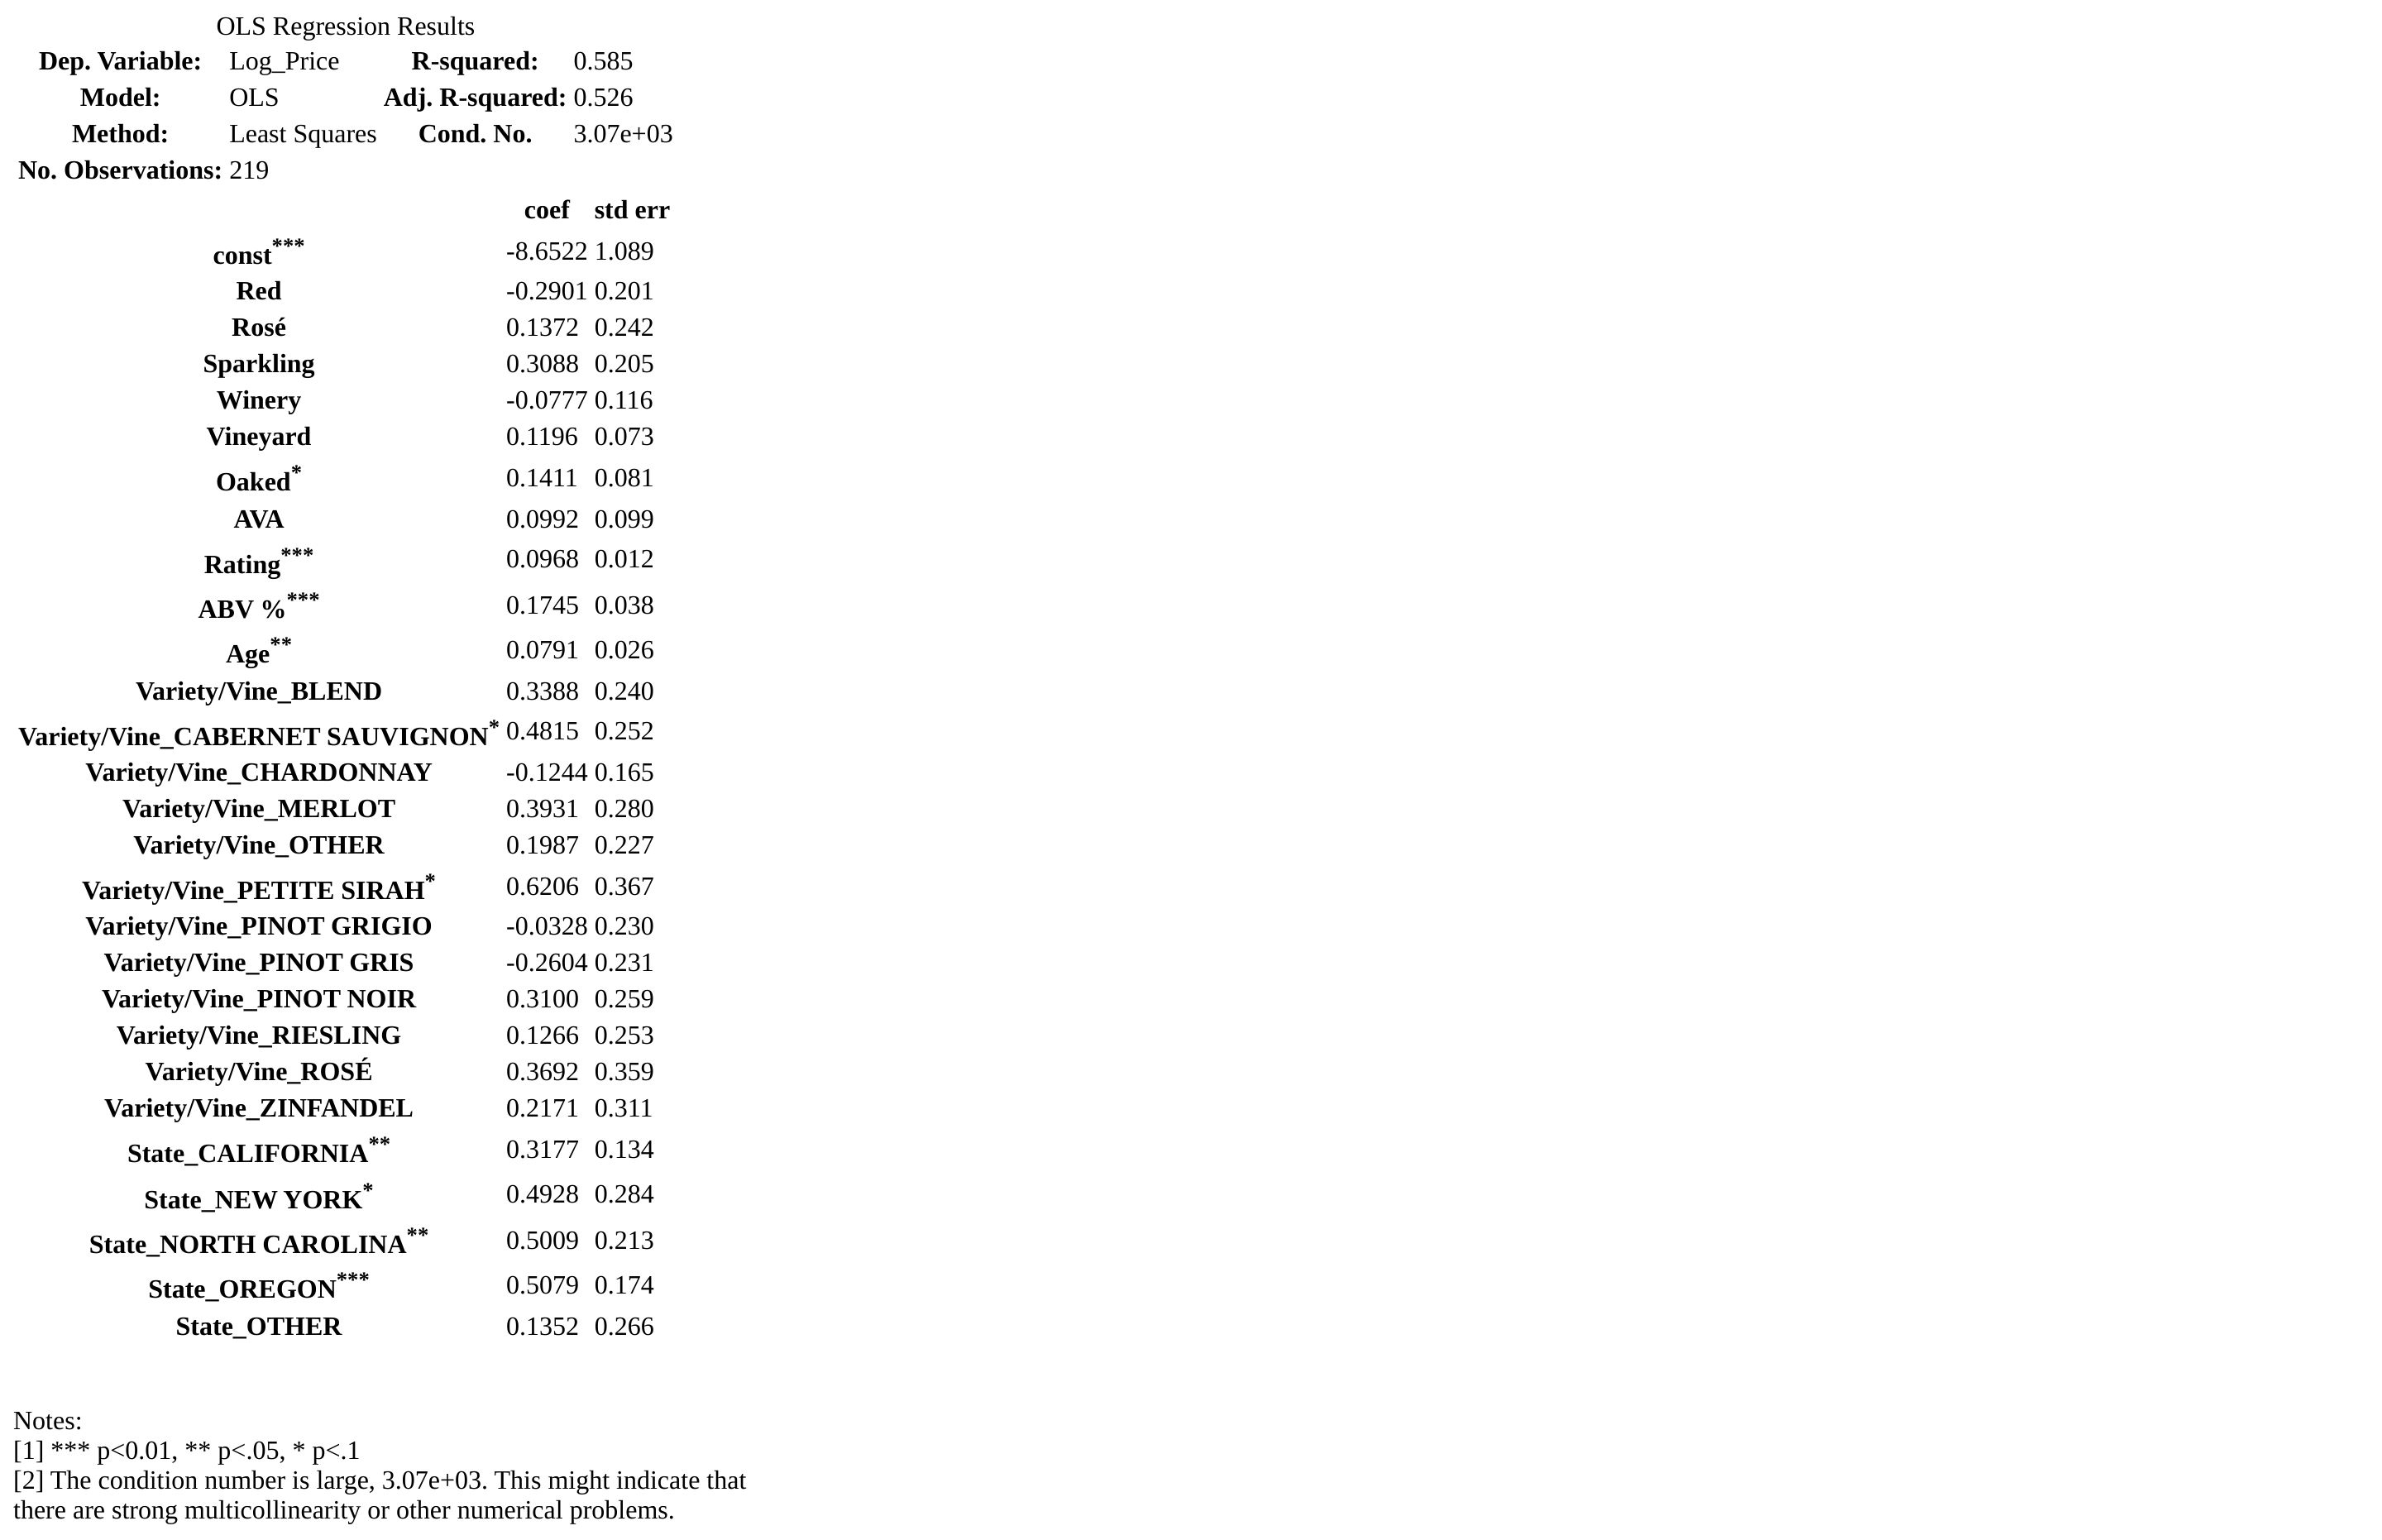 OLS Regression Results
Dep. Variable: Log_Price R-squared: 0.585
Model: OLS Adj. R-squared: 0.526
Method: Least Squares Cond. No. 3.07e+03
No. Observations: 219
coef std err
const*** -8.6522 1.089
Red -0.2901 0.201
Rosé 0.1372 0.242
Sparkling 0.3088 0.205
Winery -0.0777 0.116
Vineyard 0.1196 0.073
Oaked* 0.1411 0.081
AVA 0.0992 0.099
Rating*** 0.0968 0.012
ABV %*** 0.1745 0.038
Age** 0.0791 0.026
Variety/Vine_BLEND 0.3388 0.240
Variety/Vine_CABERNET SAUVIGNON* 0.4815 0.252
Variety/Vine_CHARDONNAY -0.1244 0.165
Variety/Vine_MERLOT 0.3931 0.280
Variety/Vine_OTHER 0.1987 0.227
Variety/Vine_PETITE SIRAH* 0.6206 0.367
Variety/Vine_PINOT GRIGIO -0.0328 0.230
Variety/Vine_PINOT GRIS -0.2604 0.231
Variety/Vine_PINOT NOIR 0.3100 0.259
Variety/Vine_RIESLING 0.1266 0.253
Variety/Vine_ROSÉ 0.3692 0.359
Variety/Vine_ZINFANDEL 0.2171 0.311
State_CALIFORNIA** 0.3177 0.134
State_NEW YORK* 0.4928 0.284
State_NORTH CAROLINA** 0.5009 0.213
State_OREGON*** 0.5079 0.174
State_OTHER 0.1352 0.266
Notes:
[1] *** p<0.01, ** p<.05, * p<.1
[2] The condition number is large, 3.07e+03. This might indicate that
there are strong multicollinearity or other numerical problems.